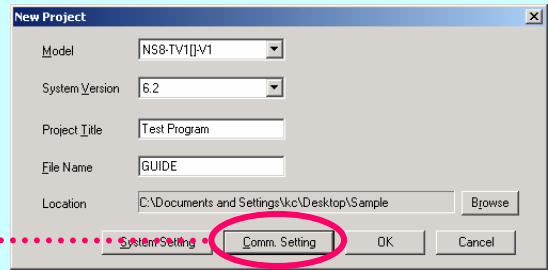 New Project
Model NS8-TV1[]-V1
System Version 6.2
Project Title Test Program
File Name GUIDE
Location C:\Documents and Settings\kc\Desktop\Sample Browse
System Setting Comm. Setting OK Cancel